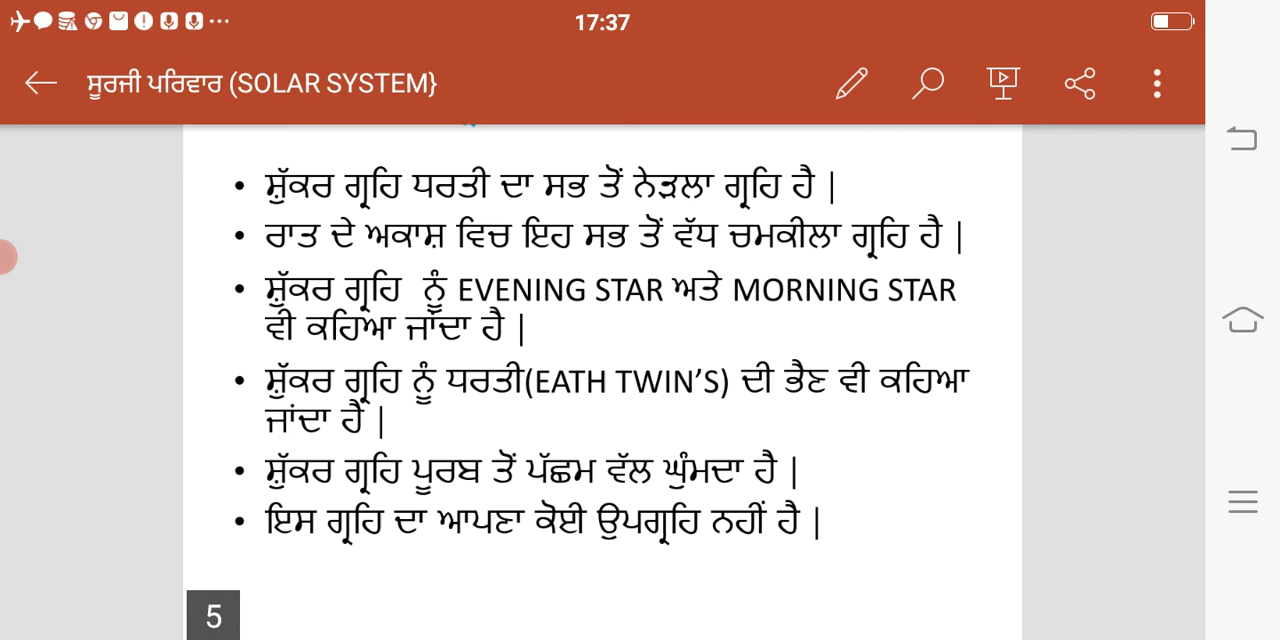 17:37
ਸੂਰਜੀ ਪਰਿਵਾਰ (SOLAR SYSTEM}
• ਸ਼ੁੱਕਰ ਗ੍ਰਹਿ ਧਰਤੀ ਦਾ ਸਭ ਤੋਂ ਨੇੜਲਾ ਗ੍ਰਹਿ ਹੈ |
• ਰਾਤ ਦੇ ਅਕਾਸ਼ ਵਿਚ ਇਹ ਸਭ ਤੋਂ ਵੱਧ ਚਮਕੀਲਾ ਗ੍ਰਹਿ ਹੈ |
• ਸ਼ੁੱਕਰ ਗ੍ਰਹਿ ਨੂੰ EVENING STAR ਅਤੇ MORNING STAR
ਵੀ ਕਹਿਆ ਜਾਂਦਾ ਹੈ |
• ਸ਼ੁੱਕਰ ਗ੍ਰਹਿ ਨੂੰ ਧਰਤੀ(EATH TWIN’S) ਦੀ ਭੈਣ ਵੀ ਕਹਿਆ
ਜਾਂਦਾ ਹੈ |
• ਸ਼ੁੱਕਰ ਗ੍ਰਹਿ ਪੂਰਬ ਤੋਂ ਪੱਛਮ ਵੱਲ ਘੁੰਮਦਾ ਹੈ |
• ਇਸ ਗ੍ਰਹਿ ਦਾ ਆਪਣਾ ਕੋਈ ਉਪਗ੍ਰਹਿ ਨਹੀਂ ਹੈ |
5